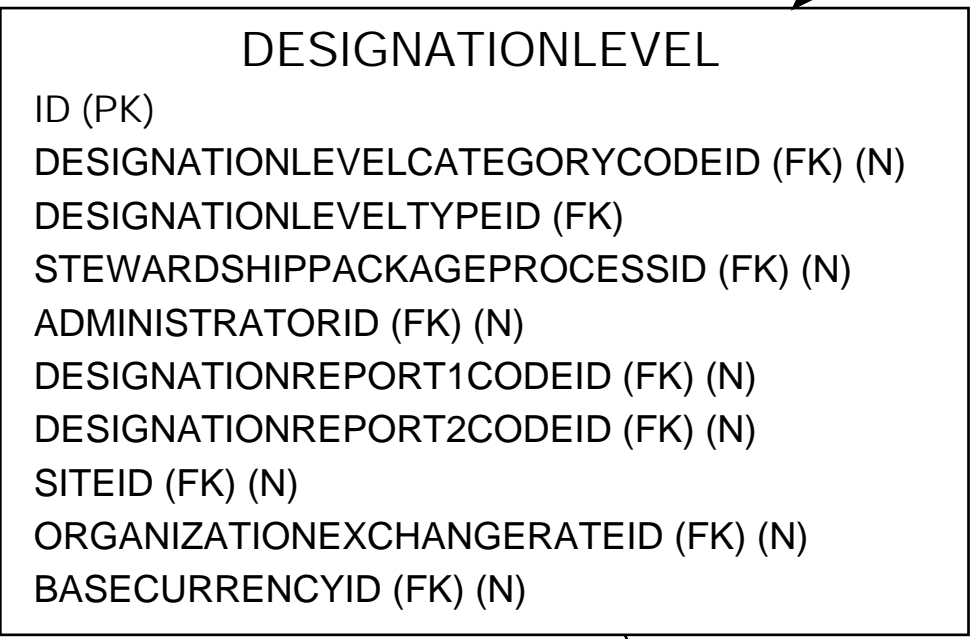 DESIGNATIONLEVEL
ID (PK)
DESIGNATIONLEVELCATEGORYCODEID (FK) (N)
DESIGNATIONLEVELTYPEID (FK)
STEWARDSHIPPACKAGEPROCESSID (FK) (N)
ADMINISTRATORID (FK) (N)
DESIGNATIONREPORT1CODEID (FK) (N)
DESIGNATIONREPORT2CODEID (FK) (N)
SITEID (FK) (N)
ORGANIZATIONEXCHANGERATEID (FK) (N)
BASECURRENCYID (FK) (N)